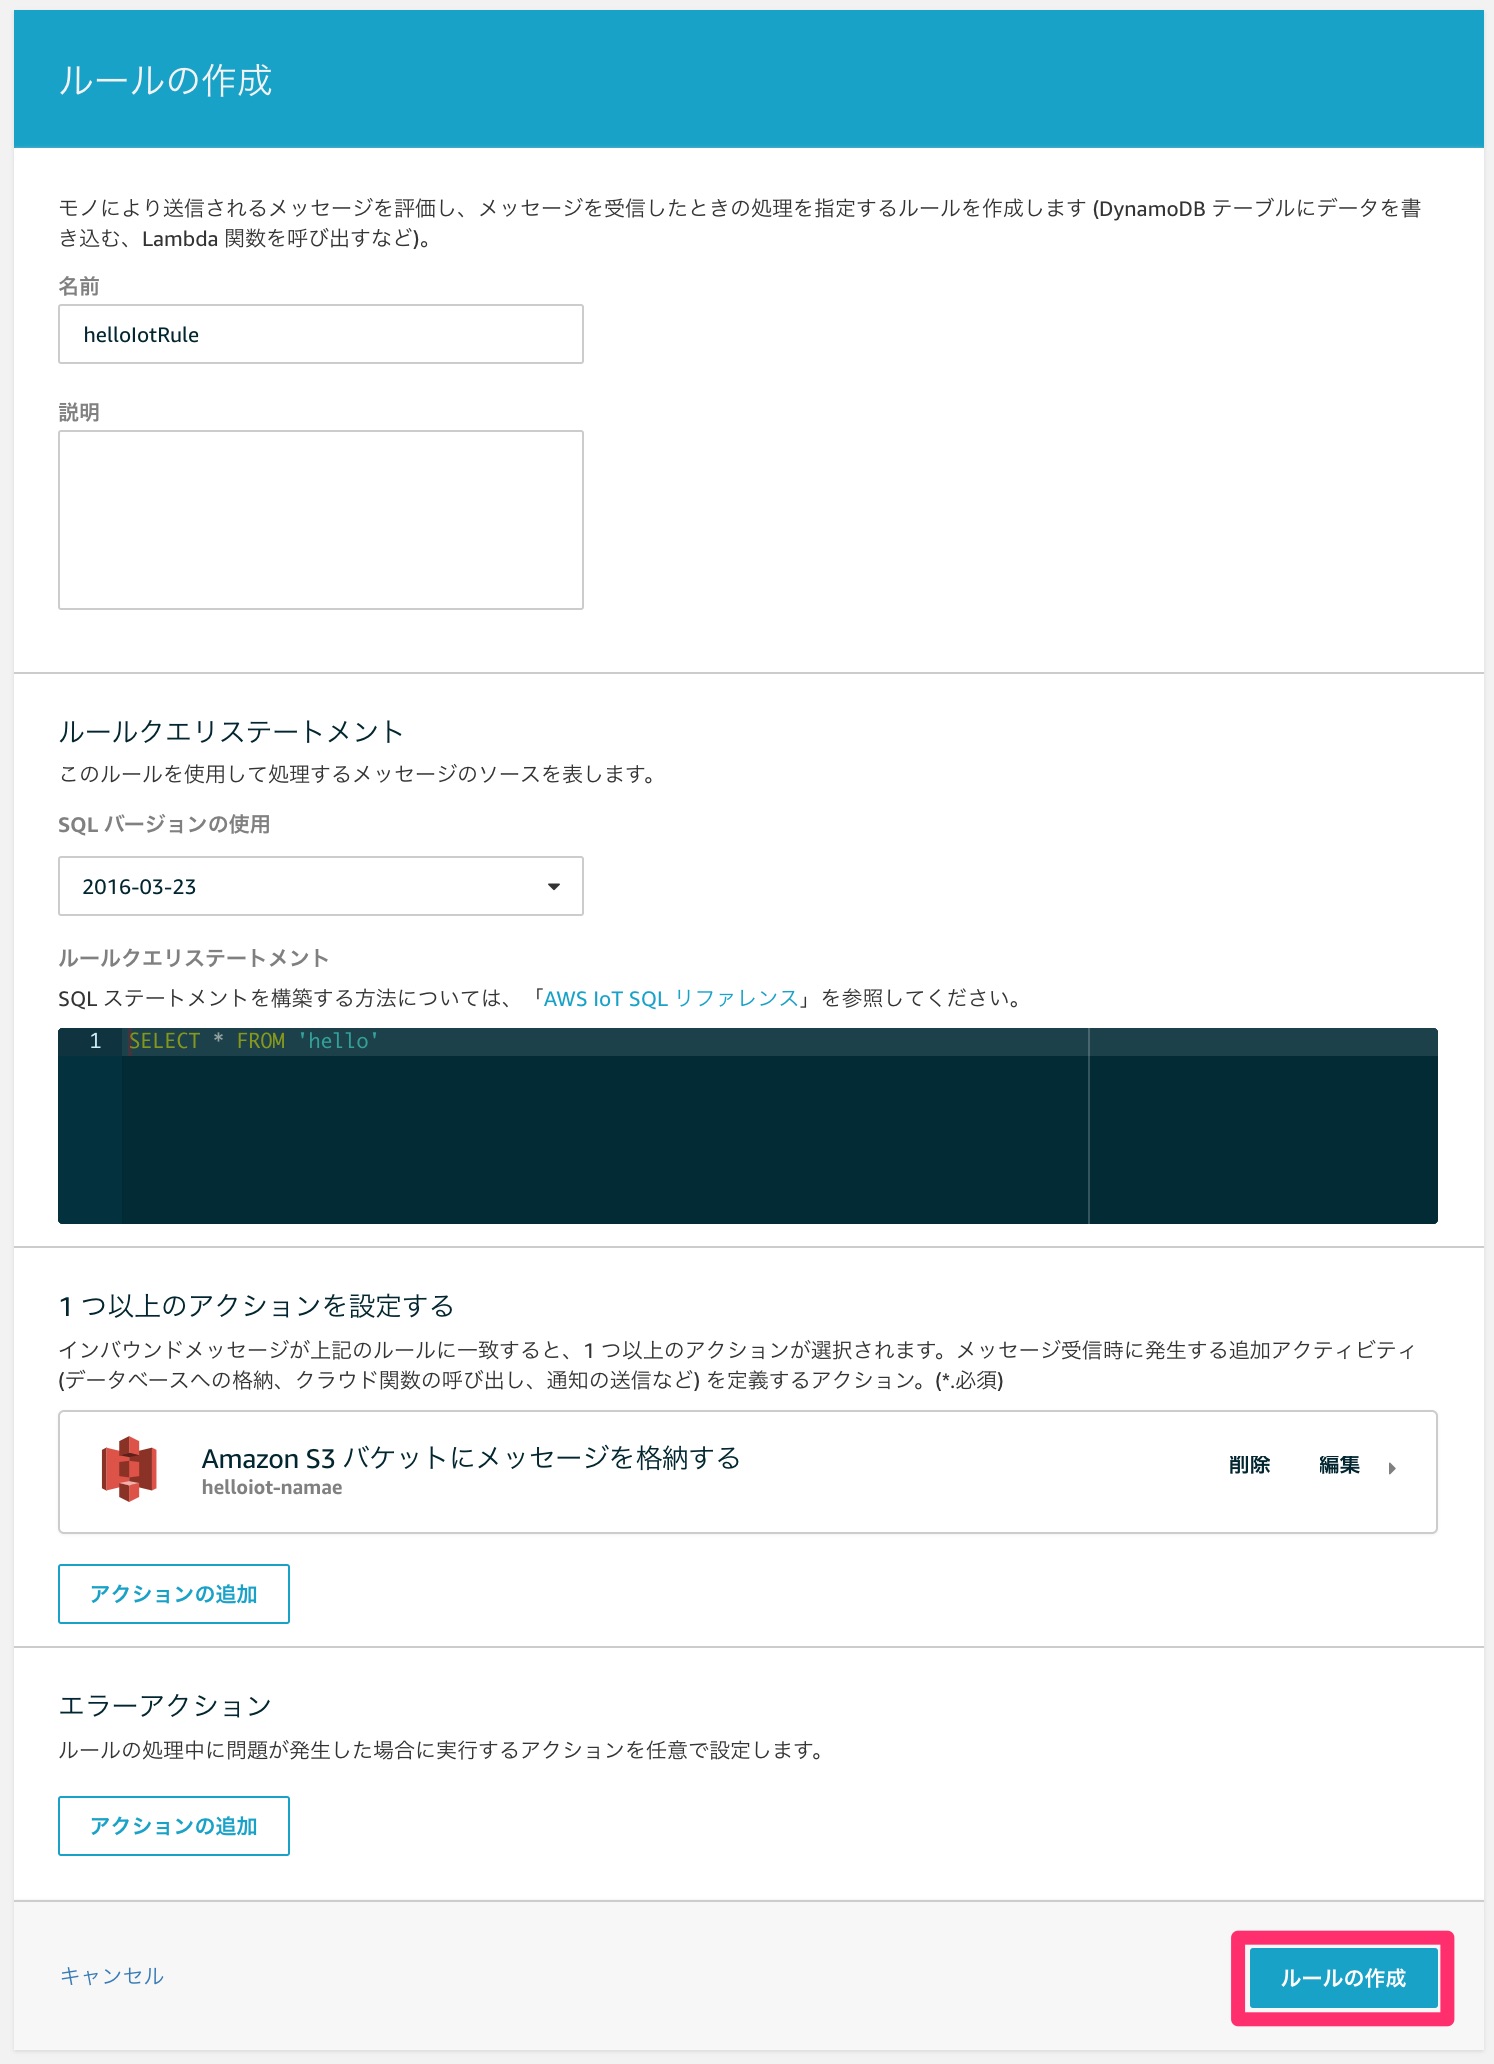 ルールの作成
モノにより送信されるメッセージを評価し、メッセージを受信したときの処理を指定するルールを作成します (DynamoDB テーブルにデータを書
き込む、Lambda 関数を呼び出すなど)。
名前
helloIotRule
説明
ルールクエリステートメント
このルールを使用して処理するメッセージのソースを表します。
SQL バージョンの使用
2016-03-23
ルールクエリステートメント
SQL ステートメントを構築する方法については、「AWS IoT SQL リファレンス」を参照してください。
1 SELECT * FROM 'hello'
1 つ以上のアクションを設定する
インバウンドメッセージが上記のルールに一致すると、1 つ以上のアクションが選択されます。メッセージ受信時に発生する追加アクティビティ
(データベースへの格納、クラウド関数の呼び出し、通知の送信など) を定義するアクション。(*.必須)
Amazon S3 バケットにメッセージを格納する
helloiot-namae
削除 編集
アクションの追加
エラーアクション
ルールの処理中に問題が発生した場合に実行するアクションを任意で設定します。
アクションの追加
キャンセル
ルールの作成